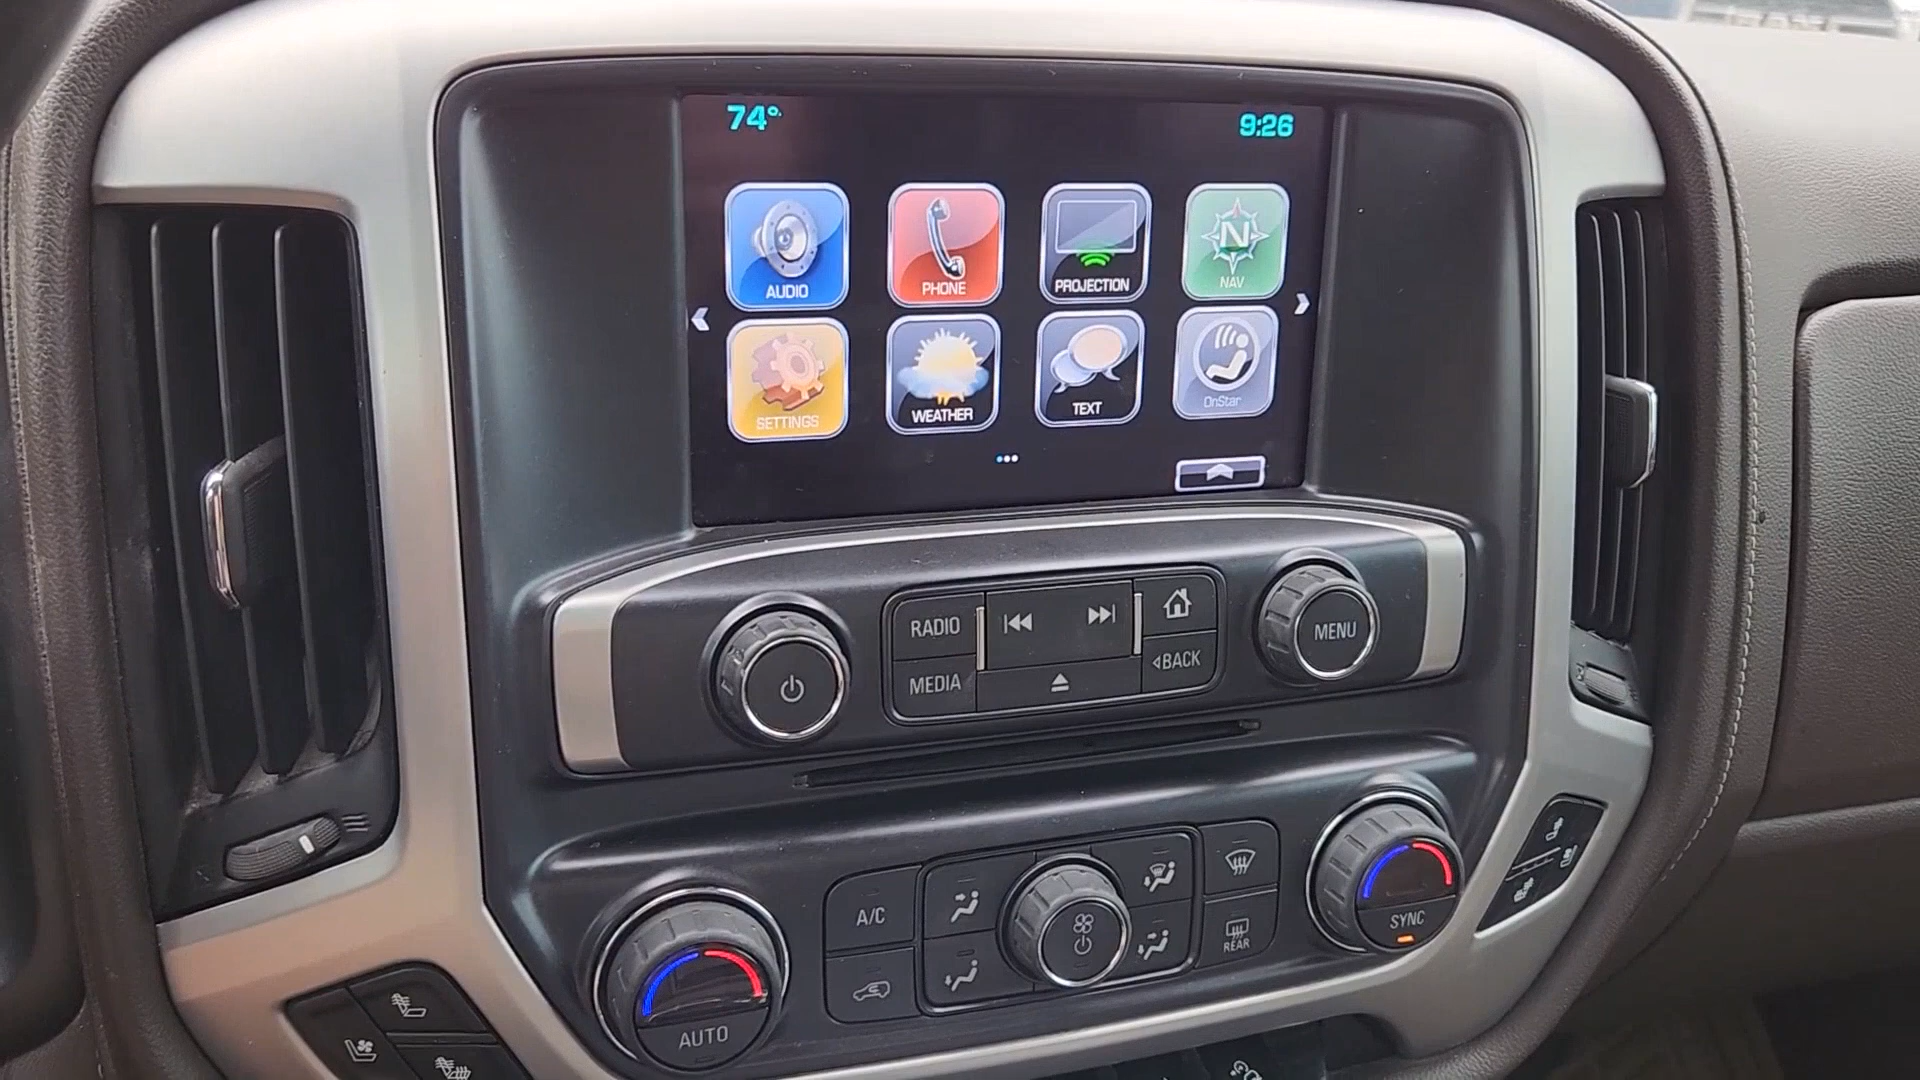 74°
9:26
AUDIO
PHONE
PROJECTION
NAV
SETTINGS
WEATHER
TEXT
OnStar
RADIO
MEDIA
BACK
MENU
A/C
REAR
SYNC
AUTO